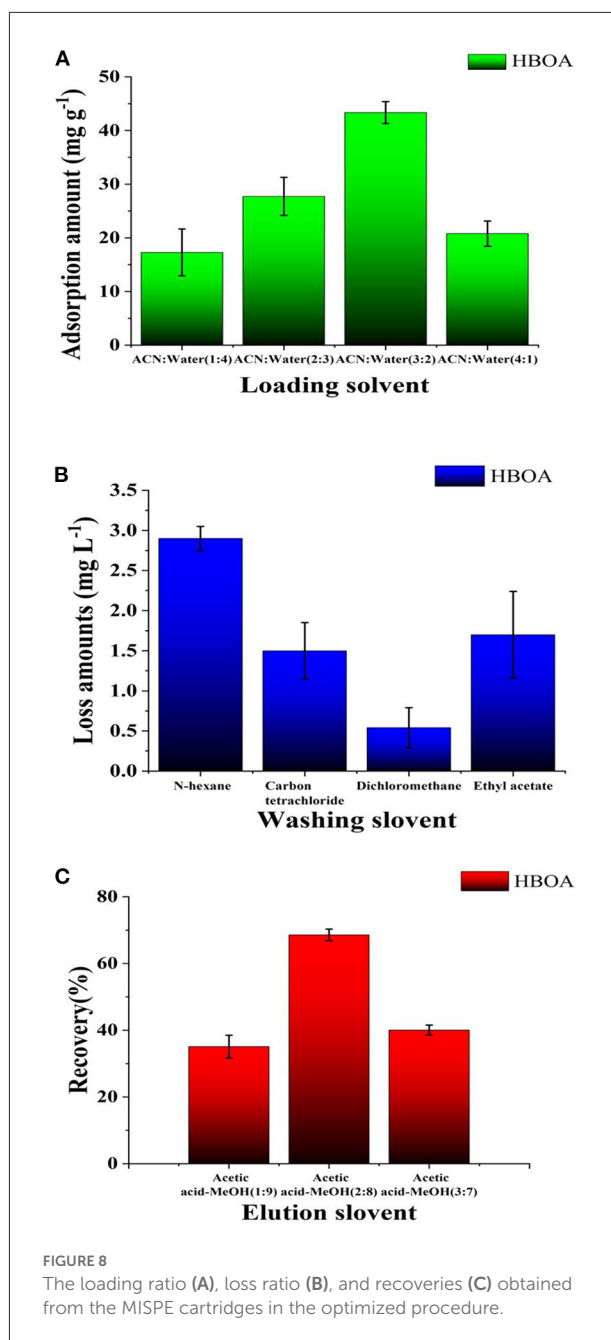 A
HBOA
Adsorption amount (mg g⁻¹)
50
40
30
20
10
0
ACN:Water(1:4) ACN:Water(2:3) ACN:Water(3:2) ACN:Water(4:1)
Loading solvent
B
HBOA
Loss amounts (mg L⁻¹)
3.5
3.0
2.5
2.0
1.5
1.0
0.5
0.0
N-hexane Carbon Dichloromethane Ethyl acetate
tetrachloride
Washing slovent
C
HBOA
Recovery(%)
80
60
40
20
0
Acetic Acetic Acetic
acid-MeOH(1:9) acid-MeOH(2:8) acid-MeOH(3:7)
Elution slovent
FIGURE 8
The loading ratio (A), loss ratio (B), and recoveries (C) obtained
from the MISPE cartridges in the optimized procedure.